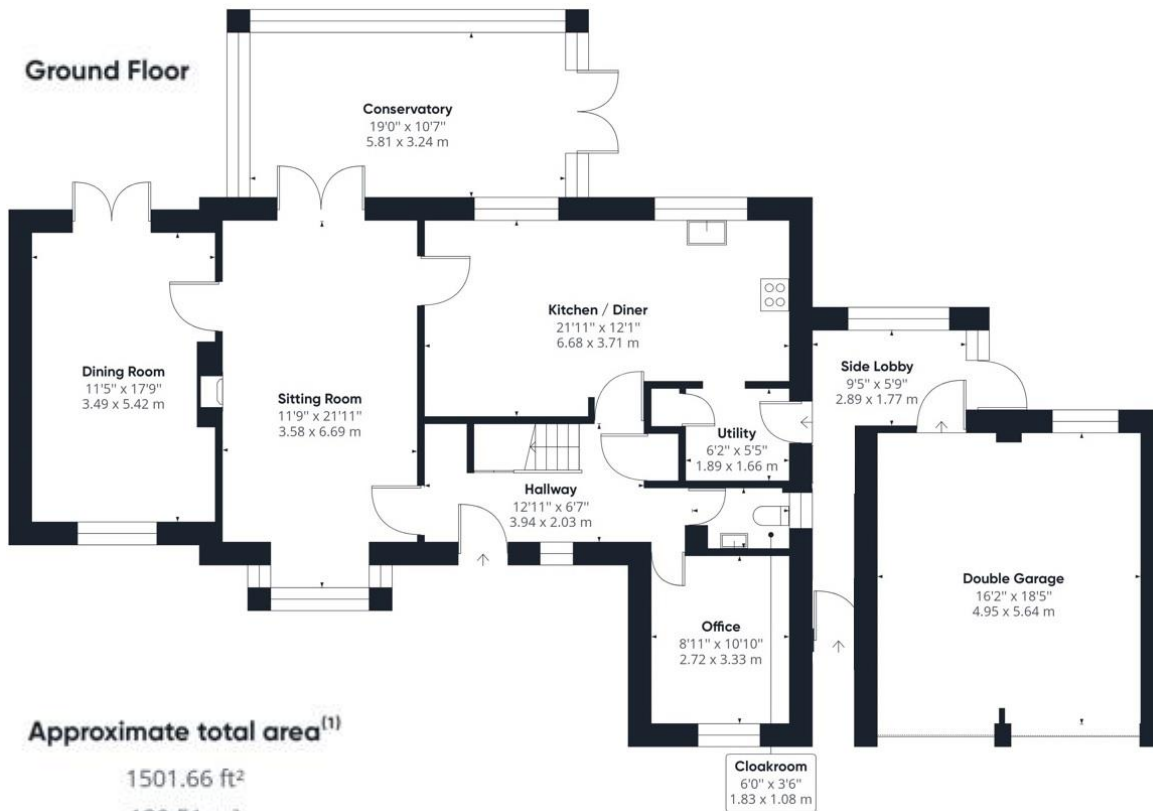 Ground Floor
Conservatory
19'0" x 10'7"
5.81 x 3.24 m
Kitchen / Diner
21'11" x 12'1"
6.68 x 3.71 m
Side Lobby
9'5" x 5'9"
2.89 x 1.77 m
Dining Room
11'5" x 17'9"
3.49 x 5.42 m
Sitting Room
11'9" x 21'11"
3.58 x 6.69 m
Utility
6'2" x 5'5"
1.89 x 1.66 m
Hallway
12'11" x 6'7"
3.94 x 2.03 m
Double Garage
16'2" x 18'5"
4.95 x 5.64 m
Office
8'11" x 10'10"
2.72 x 3.33 m
Approximate total area(1)
1501.66 ft²
Cloakroom
6'0" x 3'6"
1.83 x 1.08 m